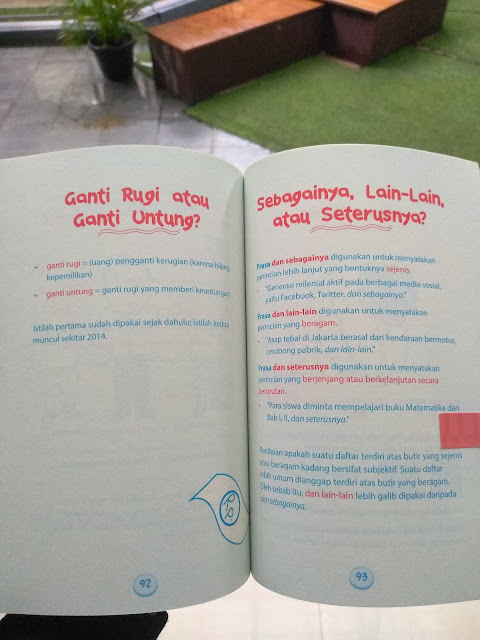 Ganti Rugi atau
Ganti Untung?
ganti rugi = (uang) pengganti kerugian (karena hilang
kepemilikan)
ganti untung = ganti rugi yang memberi keuntungan
Istilah pertama sudah dipakai sejak dahulu; istilah kedua
muncul sekitar 2014.
Rp
92
Sebagainya, Lain-Lain,
atau Seterusnya?
Frasa dan sebagainya digunakan untuk menyatakan
perincian lebih lanjut yang bentuknya sejenis.
• "Generasi milenial aktif pada berbagai media sosial,
yaitu Facebook, Twitter, dan sebagainya."
Frasa dan lain-lain digunakan untuk menyatakan
perincian yang beragam.
• "Asap tebal di Jakarta berasal dari kendaraan bermotor,
cerobong pabrik, dan lain-lain."
Frasa dan seterusnya digunakan untuk menyatakan
perincian yang berjenjang atau berkelanjutan secara
berurutan.
• "Para siswa diminta mempelajari buku Matematika dari
Bab I, II, dan seterusnya."
Penilaian apakah suatu daftar terdiri atas butir yang sejenis
atau beragam kadang bersifat subjektif. Suatu daftar
lebih umum dianggap terdiri atas butir yang beragam.
Oleh sebab itu, dan lain-lain lebih galib dipakai daripada
dan sebagainya.
93